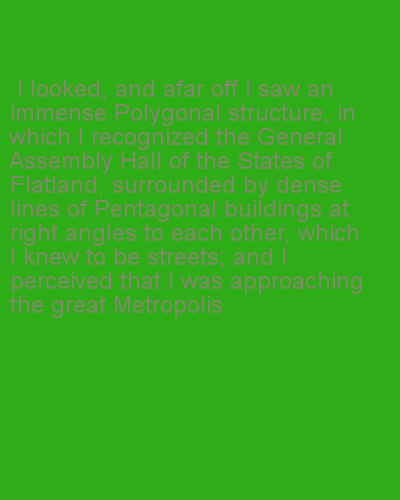 I looked, and afar off I saw an
immense Polygonal structure, in
which I recognized the General
Assembly Hall of the States of
Flatland, surrounded by dense
lines of Pentagonal buildings at
right angles to each other, which
I knew to be streets; and I
perceived that I was approaching
the great Metropolis.